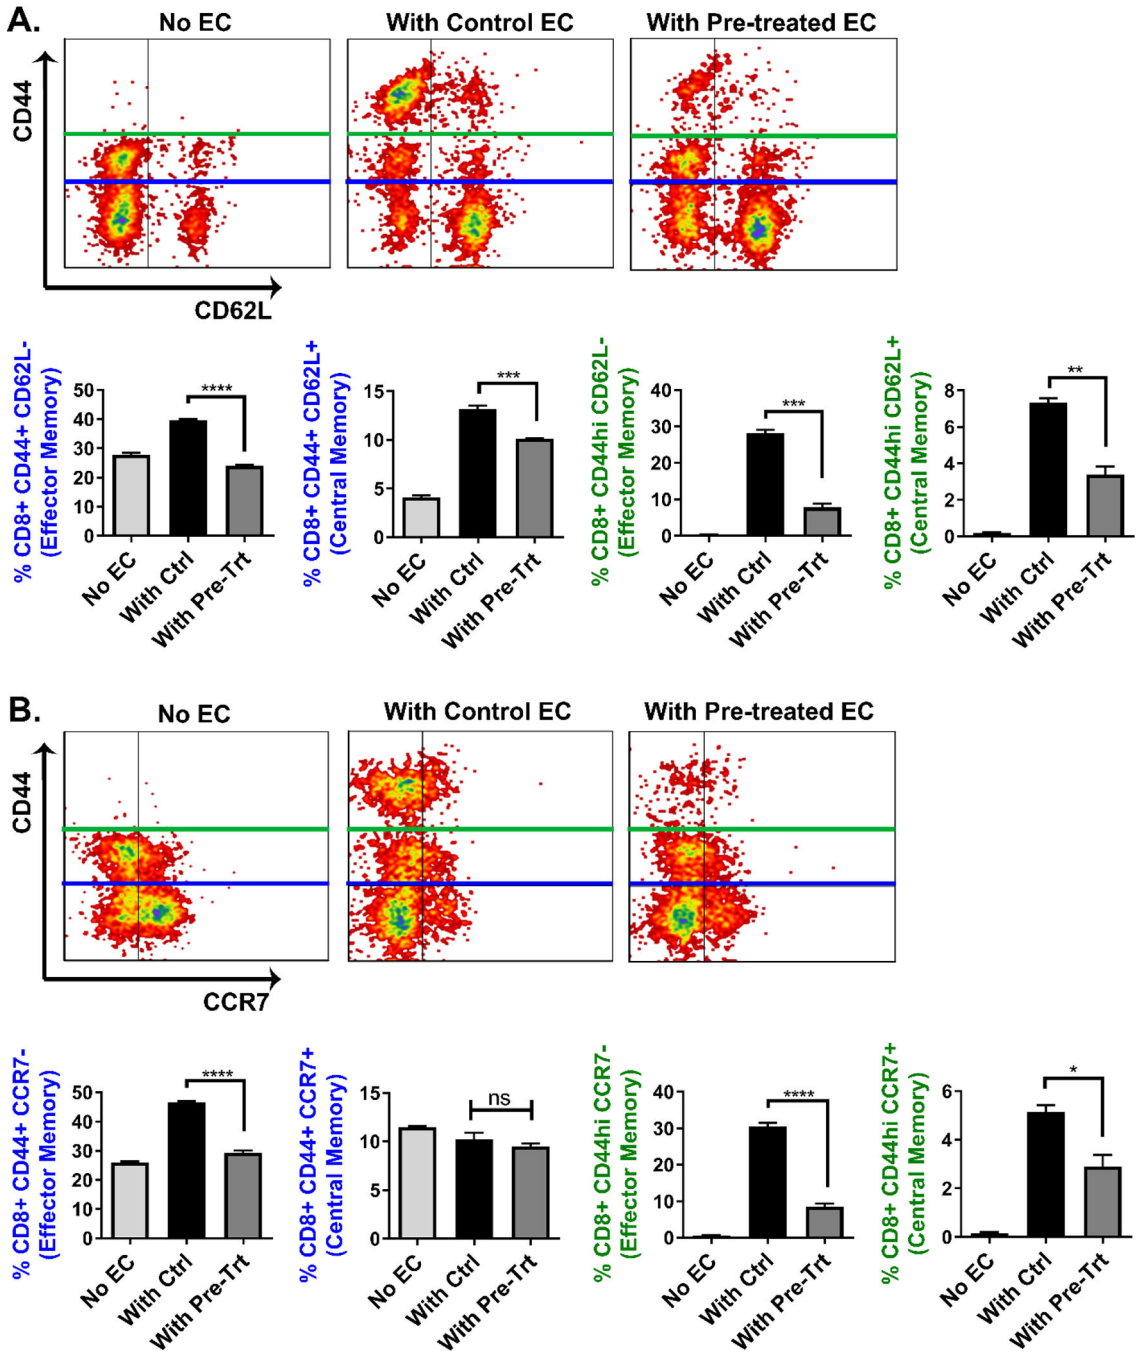 A.
No EC
With Control EC
With Pre-treated EC
CD44
CD62L
% CD8+ CD44+ CD62L-
(Effector Memory)
50
40
30
20
10
0
****
No EC
With Ctrl
With Pre-Trt
% CD8+ CD44+ CD62L+
(Central Memory)
15
10
5
0
***
No EC
With Ctrl
With Pre-Trt
% CD8+ CD44hi CD62L-
(Effector Memory)
40
30
20
10
0
***
No EC
With Ctrl
With Pre-Trt
% CD8+ CD44hi CD62L+
(Central Memory)
8
6
4
2
0
**
No EC
With Ctrl
With Pre-Trt
B.
No EC
With Control EC
With Pre-treated EC
CD44
CCR7
% CD8+ CD44+ CCR7-
(Effector Memory)
50
40
30
20
10
0
****
No EC
With Ctrl
With Pre-Trt
% CD8+ CD44+ CCR7+
(Central Memory)
15
10
5
0
ns
No EC
With Ctrl
With Pre-Trt
% CD8+ CD44hi CCR7-
(Effector Memory)
40
30
20
10
0
****
No EC
With Ctrl
With Pre-Trt
% CD8+ CD44hi CCR7+
(Central Memory)
6
4
2
0
*
No EC
With Ctrl
With Pre-Trt